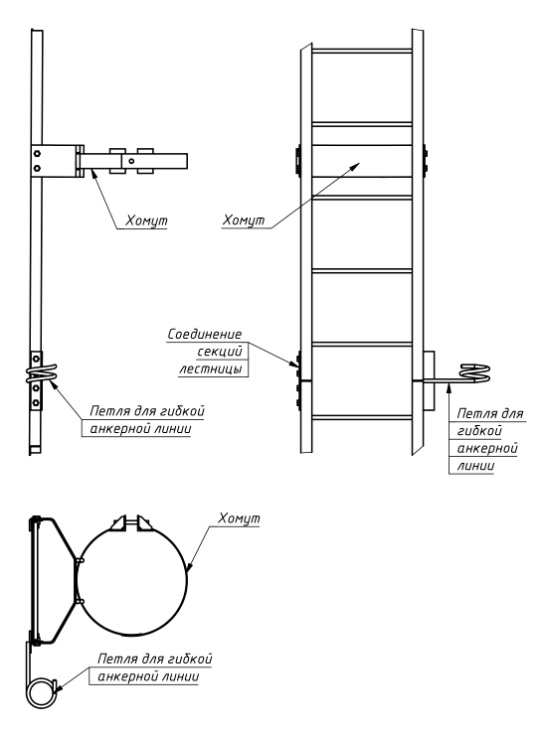 Хомут
Хомут
Соединение
секций
лестницы
Петля для гибкой
анкерной линии
Петля для
гибкой
анкерной
линии
Хомут
Петля для гибкой
анкерной линии